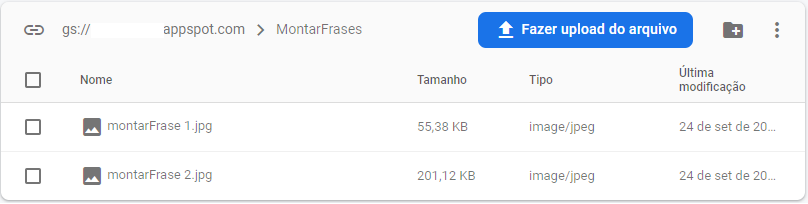 gs:// appspot.com > MontarFrases Fazer upload do arquivo
Nome Tamanho Tipo Última modificação
montarFrase 1.jpg 55,38 KB image/jpeg 24 de set de 20...
montarFrase 2.jpg 201,12 KB image/jpeg 24 de set de 20...